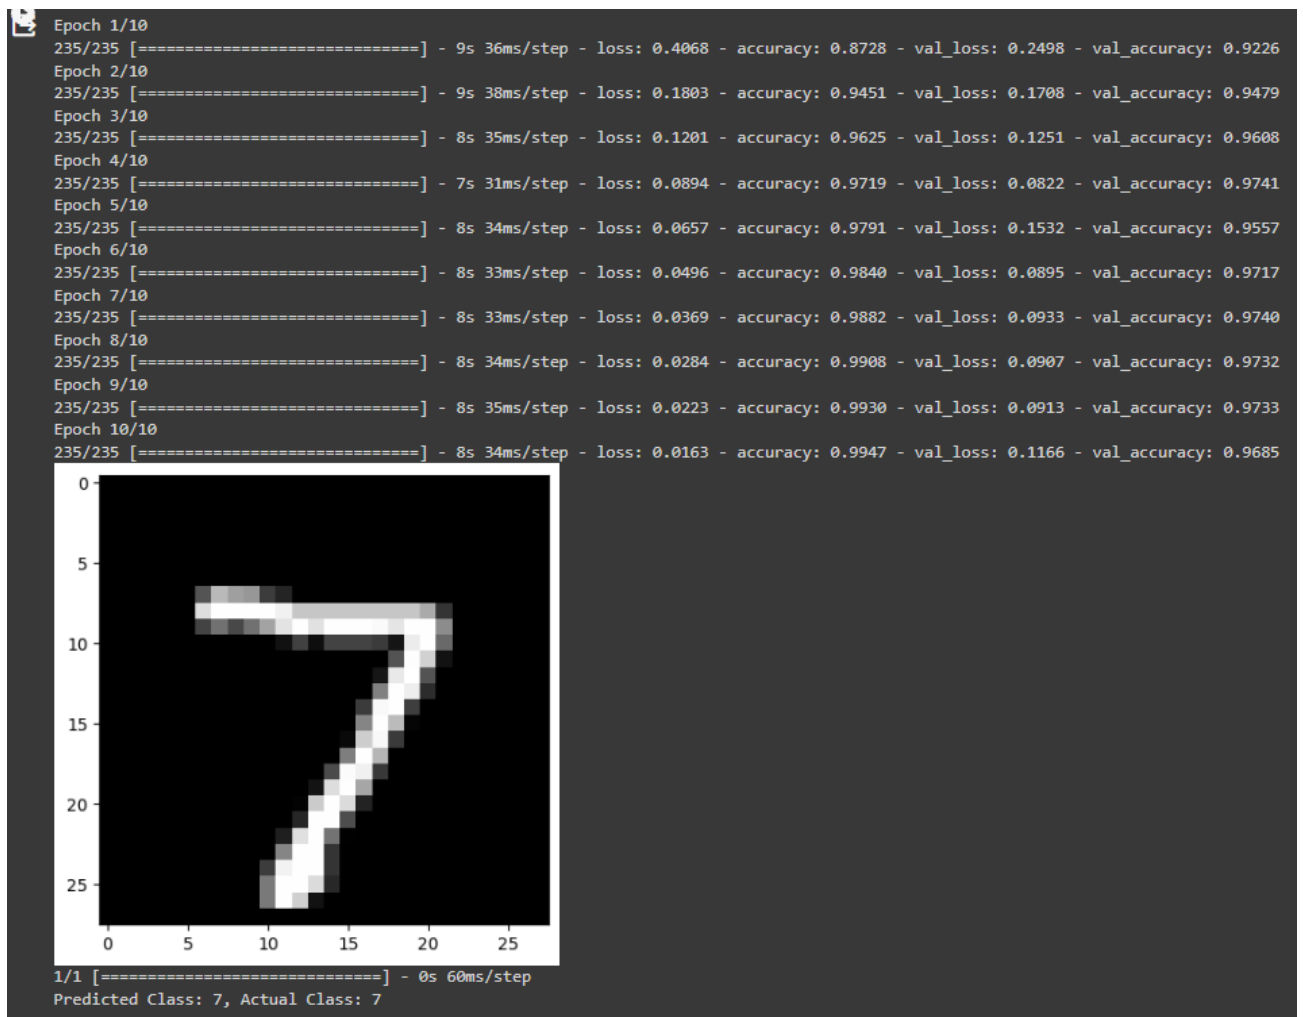 Epoch 1/10
235/235 [==============================] - 9s 36ms/step - loss: 0.4068 - accuracy: 0.8728 - val_loss: 0.2498 - val_accuracy: 0.9226
Epoch 2/10
235/235 [==============================] - 9s 38ms/step - loss: 0.1803 - accuracy: 0.9451 - val_loss: 0.1708 - val_accuracy: 0.9479
Epoch 3/10
235/235 [==============================] - 8s 35ms/step - loss: 0.1201 - accuracy: 0.9625 - val_loss: 0.1251 - val_accuracy: 0.9608
Epoch 4/10
235/235 [==============================] - 7s 31ms/step - loss: 0.0894 - accuracy: 0.9719 - val_loss: 0.0822 - val_accuracy: 0.9741
Epoch 5/10
235/235 [==============================] - 8s 34ms/step - loss: 0.0657 - accuracy: 0.9791 - val_loss: 0.1532 - val_accuracy: 0.9557
Epoch 6/10
235/235 [==============================] - 8s 33ms/step - loss: 0.0496 - accuracy: 0.9840 - val_loss: 0.0895 - val_accuracy: 0.9717
Epoch 7/10
235/235 [==============================] - 8s 33ms/step - loss: 0.0369 - accuracy: 0.9882 - val_loss: 0.0933 - val_accuracy: 0.9740
Epoch 8/10
235/235 [==============================] - 8s 34ms/step - loss: 0.0284 - accuracy: 0.9908 - val_loss: 0.0907 - val_accuracy: 0.9732
Epoch 9/10
235/235 [==============================] - 8s 35ms/step - loss: 0.0223 - accuracy: 0.9930 - val_loss: 0.0913 - val_accuracy: 0.9733
Epoch 10/10
235/235 [==============================] - 8s 34ms/step - loss: 0.0163 - accuracy: 0.9947 - val_loss: 0.1166 - val_accuracy: 0.9685
0
5
10
15
20
25
7
0 5 10 15 20 25
1/1 [==============================] - 0s 60ms/step
Predicted Class: 7, Actual Class: 7